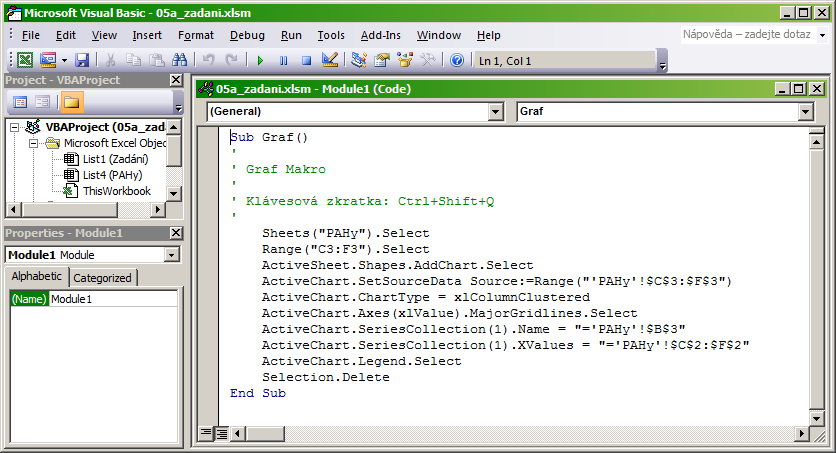 Microsoft Visual Basic - 05a_zadani.xlsm
File Edit View Insert Format Debug Run Tools Add-Ins Window Help
Nápověda – zadejte dotaz
Ln 1, Col 1
Project - VBAProject
VBAProject (05a_zad
Microsoft Excel Objec
List1 (Zadání)
List4 (PAHy)
ThisWorkbook
Properties - Module1
Module1 Module
Alphabetic Categorized
(Name) Module1
05a_zadani.xlsm - Module1 (Code)
(General) Graf
Sub Graf()
'
' Graf Makro
'
' Klávesová zkratka: Ctrl+Shift+Q
'
Sheets("PAHy").Select
Range("C3:F3").Select
ActiveSheet.Shapes.AddChart.Select
ActiveChart.SetSourceData Source:=Range("'PAHy'!$C$3:$F$3")
ActiveChart.ChartType = xlColumnClustered
ActiveChart.Axes(xlValue).MajorGridlines.Select
ActiveChart.SeriesCollection(1).Name = "='PAHy'!$B$3"
ActiveChart.SeriesCollection(1).XValues = "='PAHy'!$C$2:$F$2"
ActiveChart.Legend.Select
Selection.Delete
End Sub